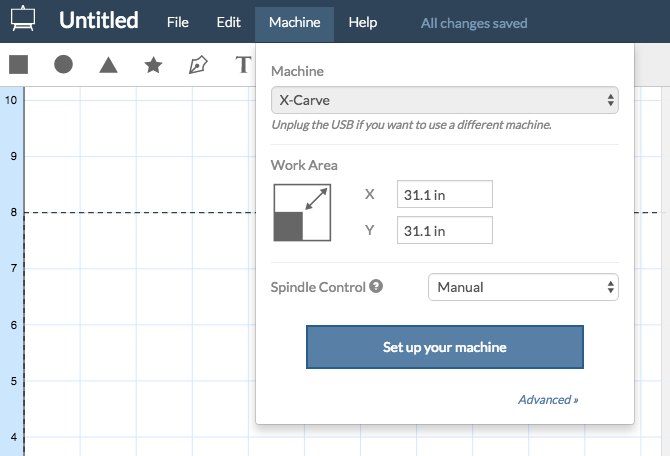 Untitled File Edit Machine Help All changes saved
T
Machine
X-Carve
Unplug the USB if you want to use a different machine.
Work Area
X 31.1 in
Y 31.1 in
Spindle Control ? Manual
Set up your machine
Advanced »
10
9
8
7
6
5
4